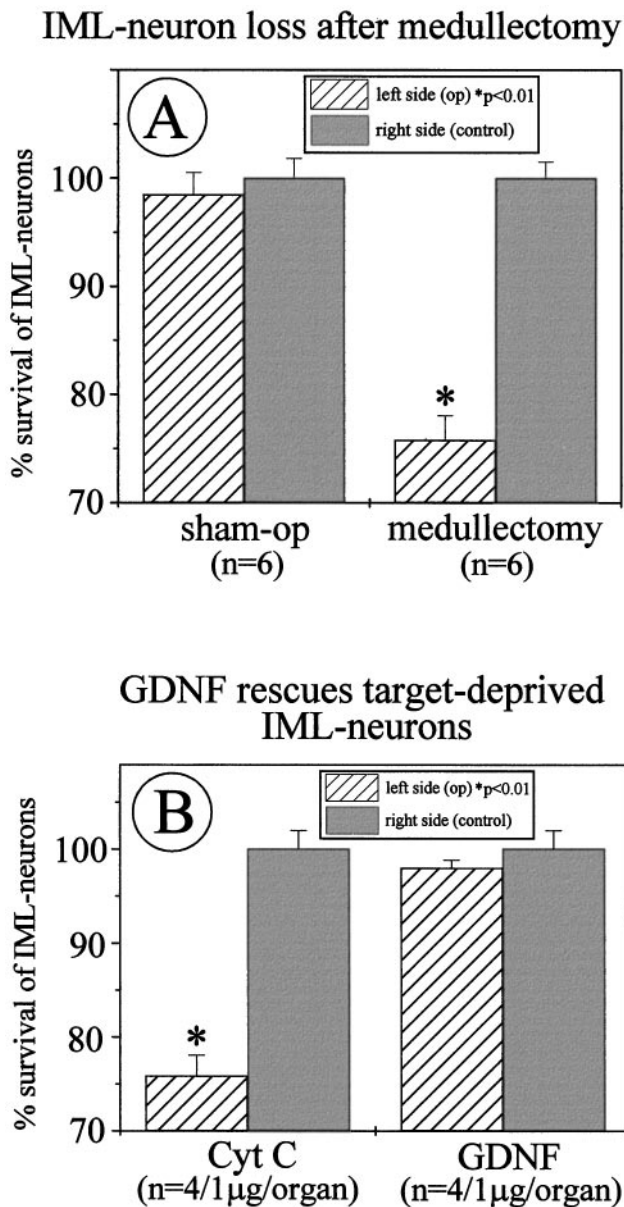 IML-neuron loss after medullectomy
A
left side (op) *p<0.01
right side (control)
% survival of IML-neurons
100
90
80
70
*
sham-op
medullectomy
(n=6)
(n=6)
GDNF rescues target-deprived
IML-neurons
B
left side (op) *p<0.01
right side (control)
% survival of IML-neurons
100
90
80
70
*
Cyt C
GDNF
(n=4/1µg/organ)
(n=4/1µg/organ)